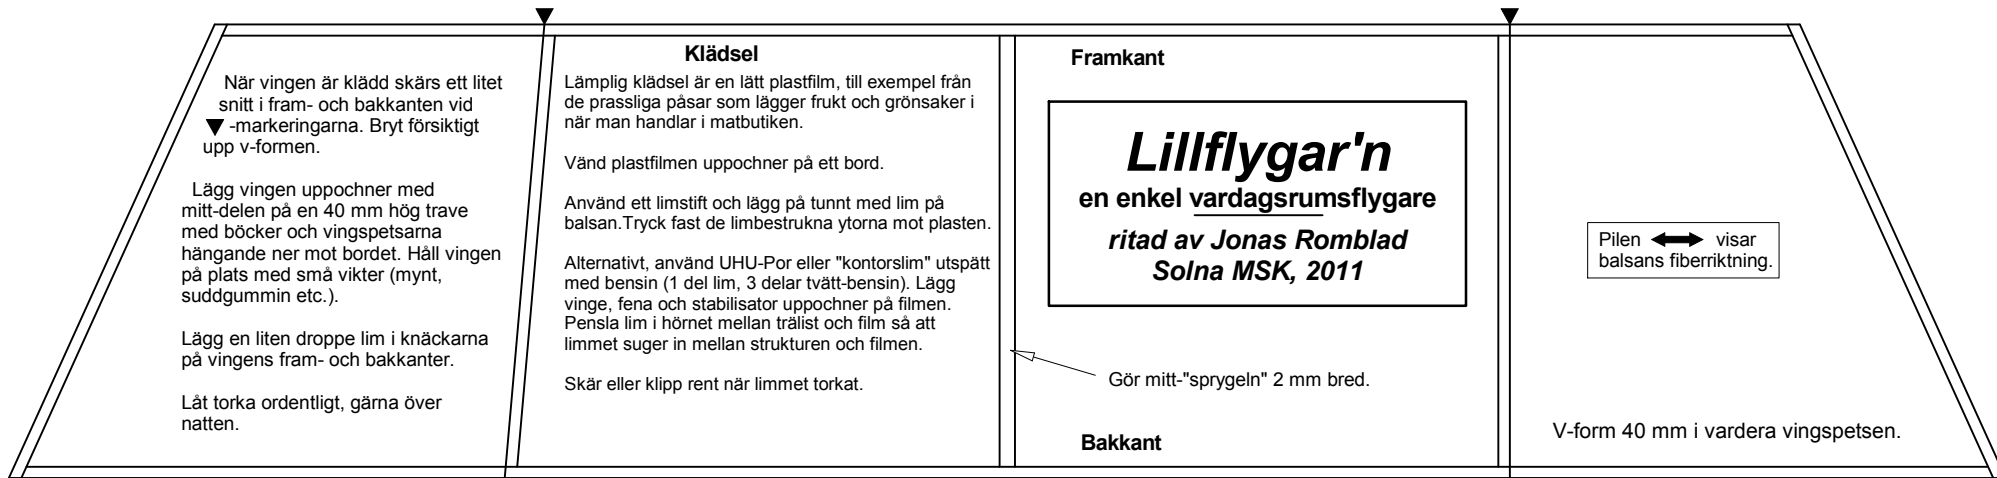 När vingen är klädd skärs ett litet
snitt i fram- och bakkanten vid
▼ -markeringarna. Bryt försiktigt
upp v-formen.
Lägg vingen uppochner med
mitt-delen på en 40 mm hög trave
med böcker och vingspetsarna
hängande ner mot bordet. Håll vingen
på plats med små vikter (mynt,
suddgummin etc.).
Lägg en liten droppe lim i knäckarna
på vingens fram- och bakkanter.
Låt torka ordentligt, gärna över
natten.
Klädsel
Lämplig klädsel är en lätt plastfilm, till exempel från
de prassliga påsar som lägger frukt och grönsaker i
när man handlar i matbutiken.
Vänd plastfilmen uppochner på ett bord.
Använd ett limstift och lägg på tunnt med lim på
balsan.Tryck fast de limbestrukna ytorna mot plasten.
Alternativt, använd UHU-Por eller "kontorslim" utspätt
med bensin (1 del lim, 3 delar tvätt-bensin). Lägg
vinge, fena och stabilisator uppochner på filmen.
Pensla lim i hörnet mellan trälist och film så att
limmet suger in mellan strukturen och filmen.
Skär eller klipp rent när limmet torkat.
Framkant
Lillflygar'n
en enkel vardagsrumsflygare
ritad av Jonas Romblad
Solna MSK, 2011
Gör mitt-"sprygeln" 2 mm bred.
Bakkant
Pilen ⬌ visar
balsans fiberriktning.
V-form 40 mm i vardera vingspetsen.